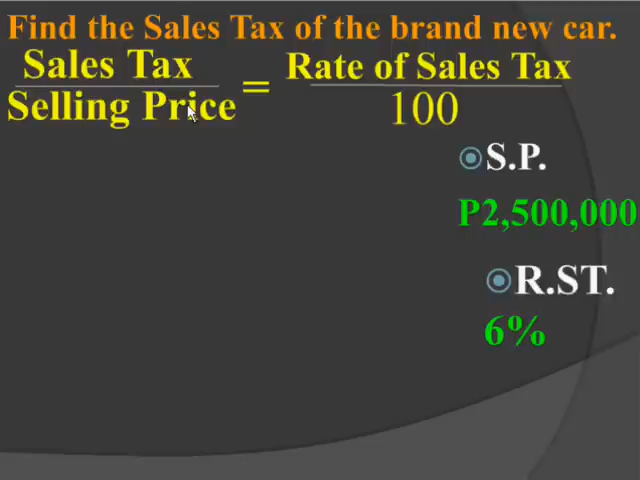 Find the Sales Tax of the brand new car.
Sales Tax
Selling Price
=
Rate of Sales Tax
100
S.P.
P2,500,000
R.ST.
6%